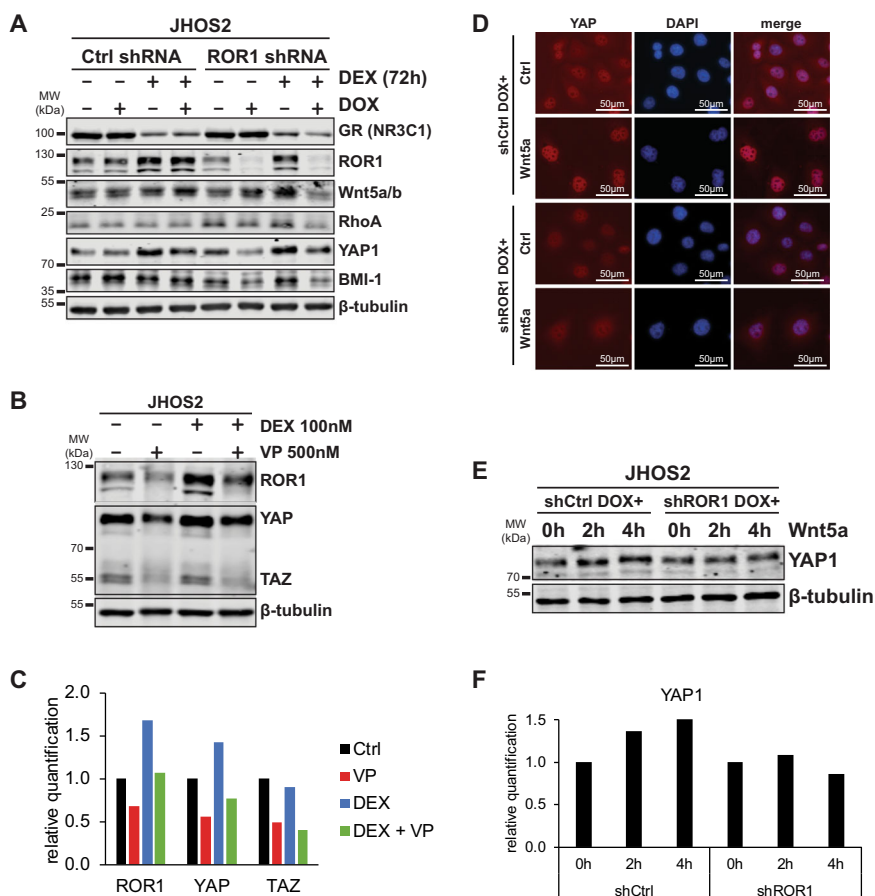 A
JHOS2
Ctrl shRNA ROR1 shRNA
– – + + – – + + DEX (72h)
MW
(kDa)
– + – + – + – + DOX
100 GR (NR3C1)
130 ROR1
55 Wnt5a/b
25 RhoA
YAP1
70
BMI-1
35
55 β-tubulin
B
JHOS2
– – + + DEX 100nM
MW
(kDa)
– + – + VP 500nM
130
ROR1
YAP
70
55 TAZ
55 β-tubulin
C
relative quantification
2.0
1.5
1.0
0.5
0.0
ROR1 YAP TAZ
Ctrl
VP
DEX
DEX + VP
D
YAP DAPI merge
shCtrl DOX+
Ctrl
50µm 50µm 50µm
Wnt5a
50µm 50µm 50µm
shROR1 DOX+
Ctrl
50µm 50µm 50µm
Wnt5a
50µm 50µm 50µm
E
JHOS2
shCtrl DOX+ shROR1 DOX+
MW
(kDa)
0h 2h 4h 0h 2h 4h Wnt5a
YAP1
70
55 β-tubulin
F
YAP1
relative quantification
1.5
1.0
0.5
0.0
0h 2h 4h 0h 2h 4h
shCtrl shROR1